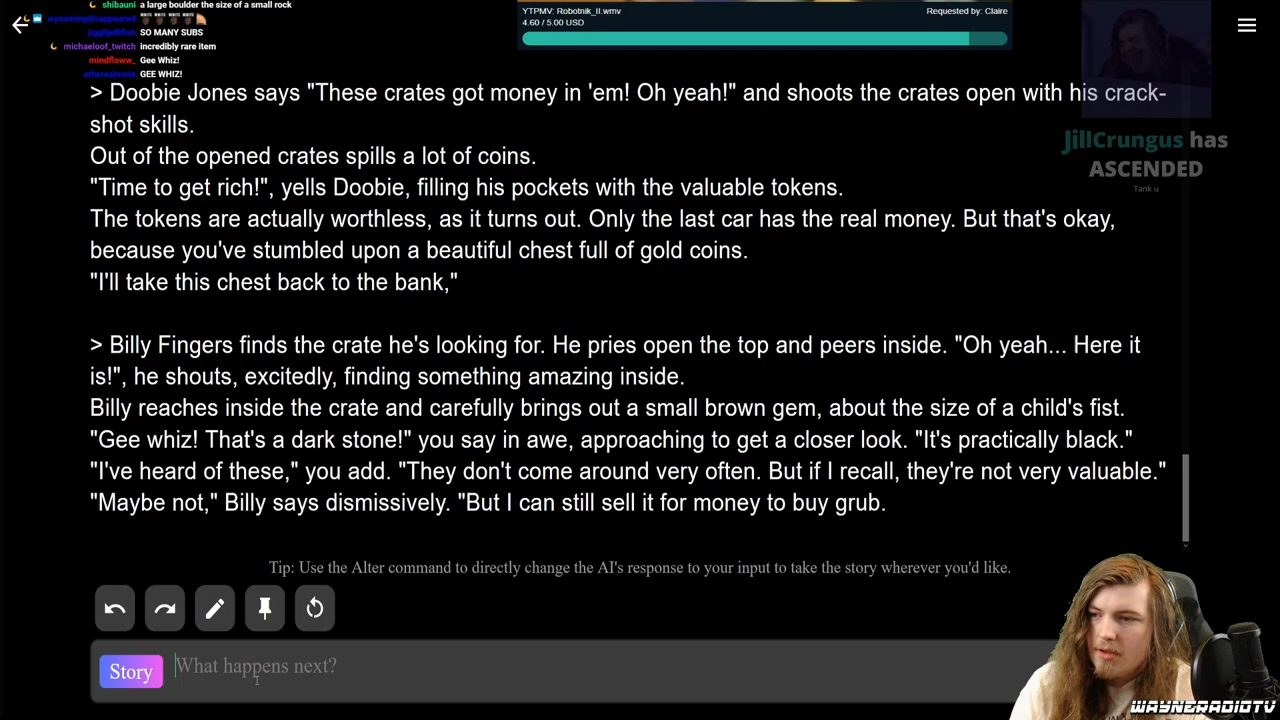 shibauni a large boulder the size of a small rock
wynamingdisappeared
jigglijellifish SO MANY SUBS
michaeloof_twitch incredibly rare item
mindfloww_ Gee Whiz!
etherealmote GEE WHIZ!
YTPMV: Robotnik_II.wmv
Requested by: Claire
4.60 / 5.00 USD
JillCrungus has
ASCENDED
Tank u
> Doobie Jones says "These crates got money in 'em! Oh yeah!" and shoots the crates open with his crack-
shot skills.
Out of the opened crates spills a lot of coins.
"Time to get rich!", yells Doobie, filling his pockets with the valuable tokens.
The tokens are actually worthless, as it turns out. Only the last car has the real money. But that's okay,
because you've stumbled upon a beautiful chest full of gold coins.
"I'll take this chest back to the bank,"
> Billy Fingers finds the crate he's looking for. He pries open the top and peers inside. "Oh yeah... Here it
is!", he shouts, excitedly, finding something amazing inside.
Billy reaches inside the crate and carefully brings out a small brown gem, about the size of a child's fist.
"Gee whiz! That's a dark stone!" you say in awe, approaching to get a closer look. "It's practically black."
"I've heard of these," you add. "They don't come around very often. But if I recall, they're not very valuable."
"Maybe not," Billy says dismissively. "But I can still sell it for money to buy grub.
Tip: Use the Alter command to directly change the AI's response to your input to take the story wherever you'd like.
Story
What happens next?
WAYNERADIOTV